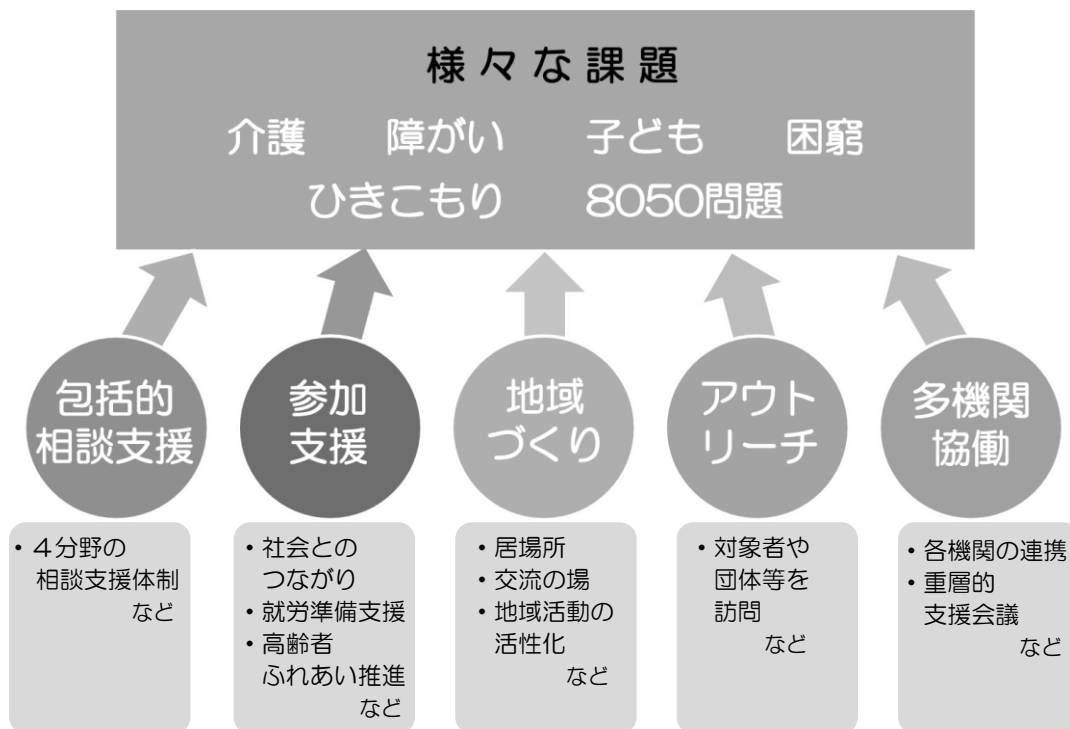 様々な課題
介護 障がい 子ども 困窮
ひきこもり 8050問題
包括的
相談支援
参加
支援
地域
づくり
アウト
リーチ
多機関
協働
・４分野の
相談支援体制
など
・社会との
つながり
・就労準備支援
・高齢者
ふれあい推進
など
・居場所
・交流の場
・地域活動の
活性化
など
・対象者や
団体等を
訪問
など
・各機関の連携
・重層的
支援会議
など